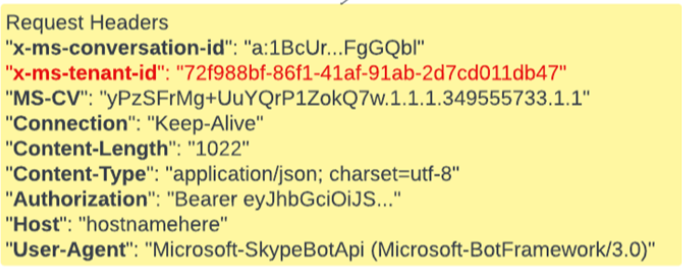 Request Headers
"x-ms-conversation-id": "a:1BcUr...FgGQbl"
"x-ms-tenant-id": "72f988bf-86f1-41af-91ab-2d7cd011db47"
"MS-CV": "yPzSFrMg+UuYQrP1ZokQ7w.1.1.1.349555733.1.1"
"Connection": "Keep-Alive"
"Content-Length": "1022"
"Content-Type": "application/json; charset=utf-8"
"Authorization": "Bearer eyJhbGciOiJS..."
"Host": "hostnamehere"
"User-Agent": "Microsoft-SkypeBotApi (Microsoft-BotFramework/3.0)"